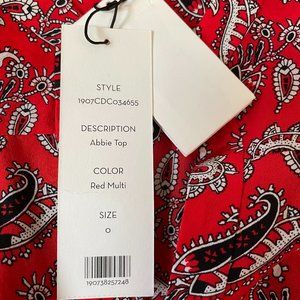 STYLE
1907CDC034655
DESCRIPTION
Abbie Top
COLOR
Red Multi
SIZE
0
190738257248